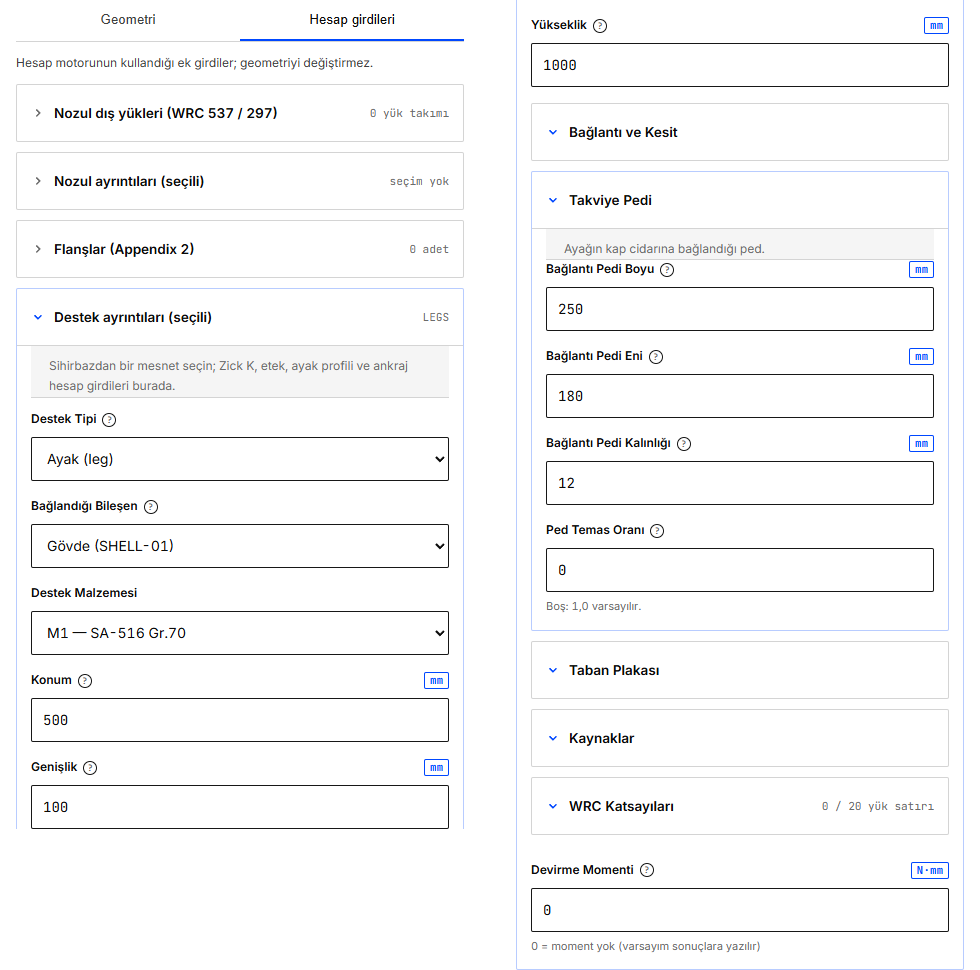 Geometri
Hesap girdileri
Hesap motorunun kullandığı ek girdiler; geometriyi değiştirmez.
Nozul dış yükleri (WRC 537 / 297)
0 yük takımı
Nozul ayrıntıları (seçili)
seçim yok
Flanşlar (Appendix 2)
0 adet
Destek ayrıntıları (seçili)
LEGS
Sihirbazdan bir mesnet seçin; Zick K, etek, ayak profili ve ankraj
hesap girdileri burada.
Destek Tipi ?
Ayak (leg)
Bağlandığı Bileşen ?
Gövde (SHELL-01)
Destek Malzemesi
M1 — SA-516 Gr.70
Konum ?
mm
500
Genişlik ?
mm
100
Yükseklik ?
mm
1000
Bağlantı ve Kesit
Takviye Pedi
Ayağın kap cidarına bağlandığı ped.
Bağlantı Pedi Boyu ?
mm
250
Bağlantı Pedi Eni ?
mm
180
Bağlantı Pedi Kalınlığı ?
mm
12
Ped Temas Oranı ?
0
Boş: 1,0 varsayılır.
Taban Plakası
Kaynaklar
WRC Katsayıları
0 / 20 yük satırı
Devirme Momenti ?
N·mm
0
0 = moment yok (varsayım sonuçlara yazılır)